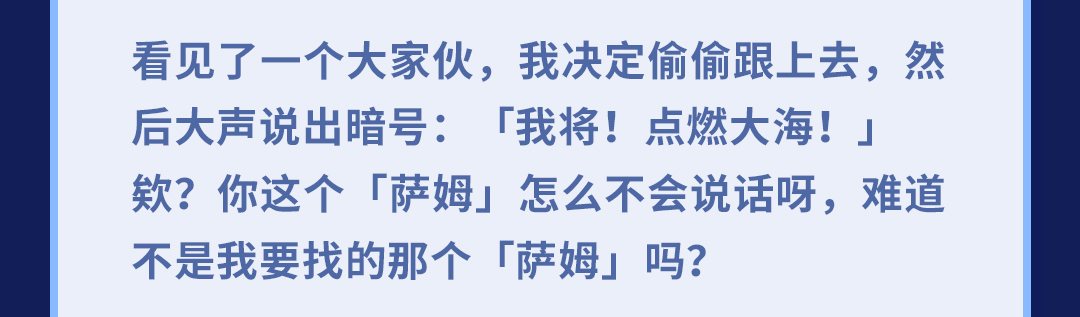 看见了一个大家伙，我决定偷偷跟上去，然
后大声说出暗号：「我将！点燃大海！」
欸？你这个「萨姆」怎么不会说话呀，难道
不是我要找的那个「萨姆」吗？